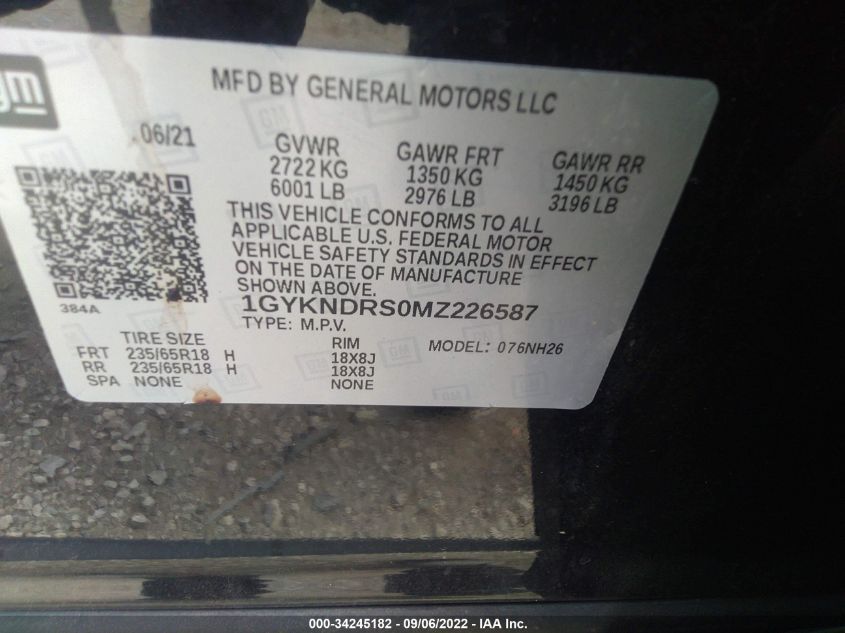 gm
MFD BY GENERAL MOTORS LLC
06/21
GVWR
2722 KG
6001 LB
GAWR FRT
1350 KG
2976 LB
GAWR RR
1450 KG
3196 LB
THIS VEHICLE CONFORMS TO ALL
APPLICABLE U.S. FEDERAL MOTOR
VEHICLE SAFETY STANDARDS IN EFFECT
ON THE DATE OF MANUFACTURE
SHOWN ABOVE.
384A
1GYKNDRS0MZ226587
TYPE: M.P.V.
MODEL: 076NH26
TIRE SIZE
RIM
FRT 235/65R18 H 18X8J
RR 235/65R18 H 18X8J
SPA NONE NONE
000-34245182 - 09/06/2022 - IAA Inc.